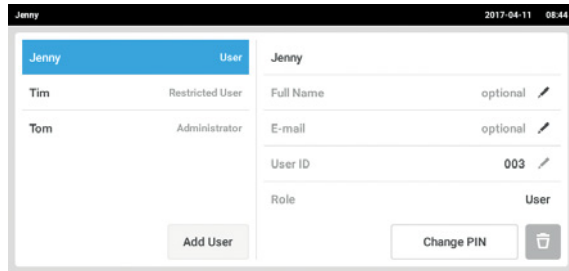 Jenny 2017-04-11 08:44
Jenny User
Tim Restricted User
Tom Administrator
Add User
Jenny
Full Name optional
E-mail optional
User ID 003
Role User
Change PIN